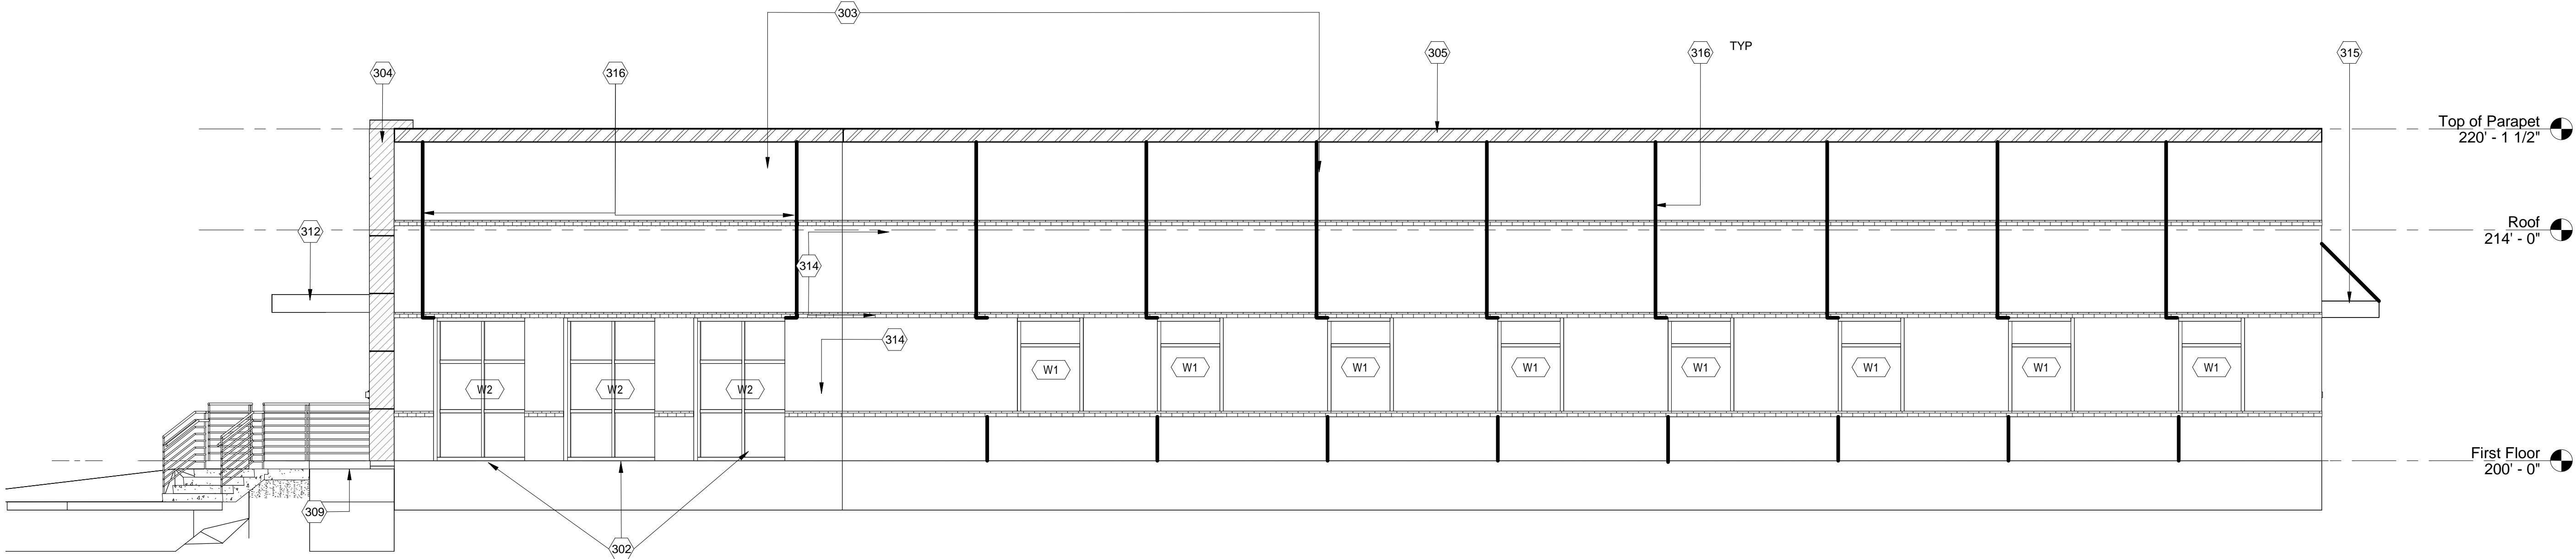 303
304
316
305
316 TYP
315
Top of Parapet
220' - 1 1/2"
312
Roof
214' - 0"
314
314
W2
W2
W2
W1
W1
W1
W1
W1
W1
W1
W1
First Floor
200' - 0"
309
302